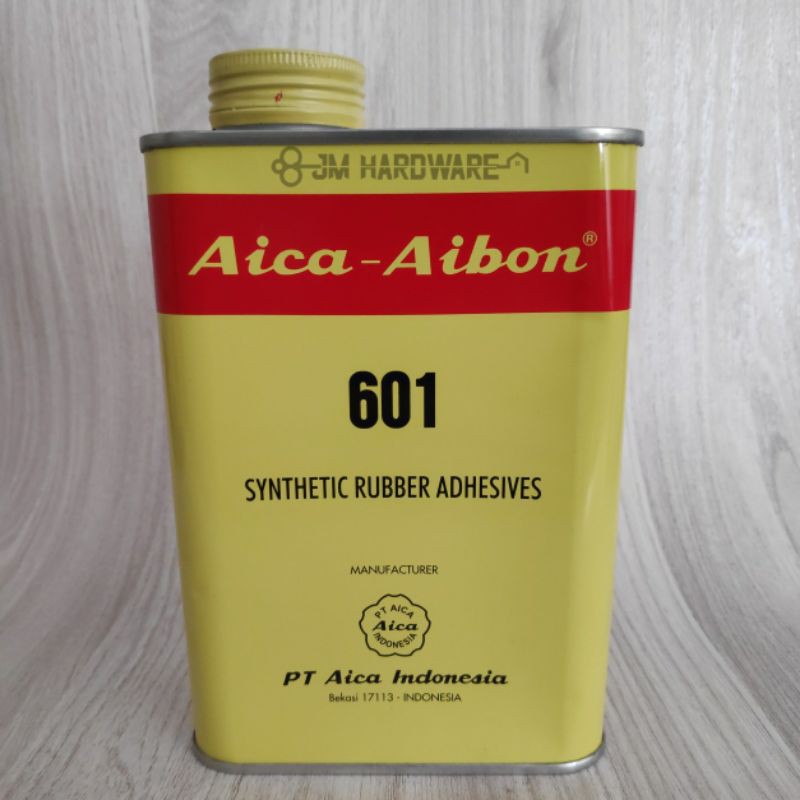 JM HARDWARE
Aica-Aibon®
601
SYNTHETIC RUBBER ADHESIVES
MANUFACTURER
PT AICA
Aica
INDONESIA
PT Aica Indonesia
Bekasi 17113 - INDONESIA